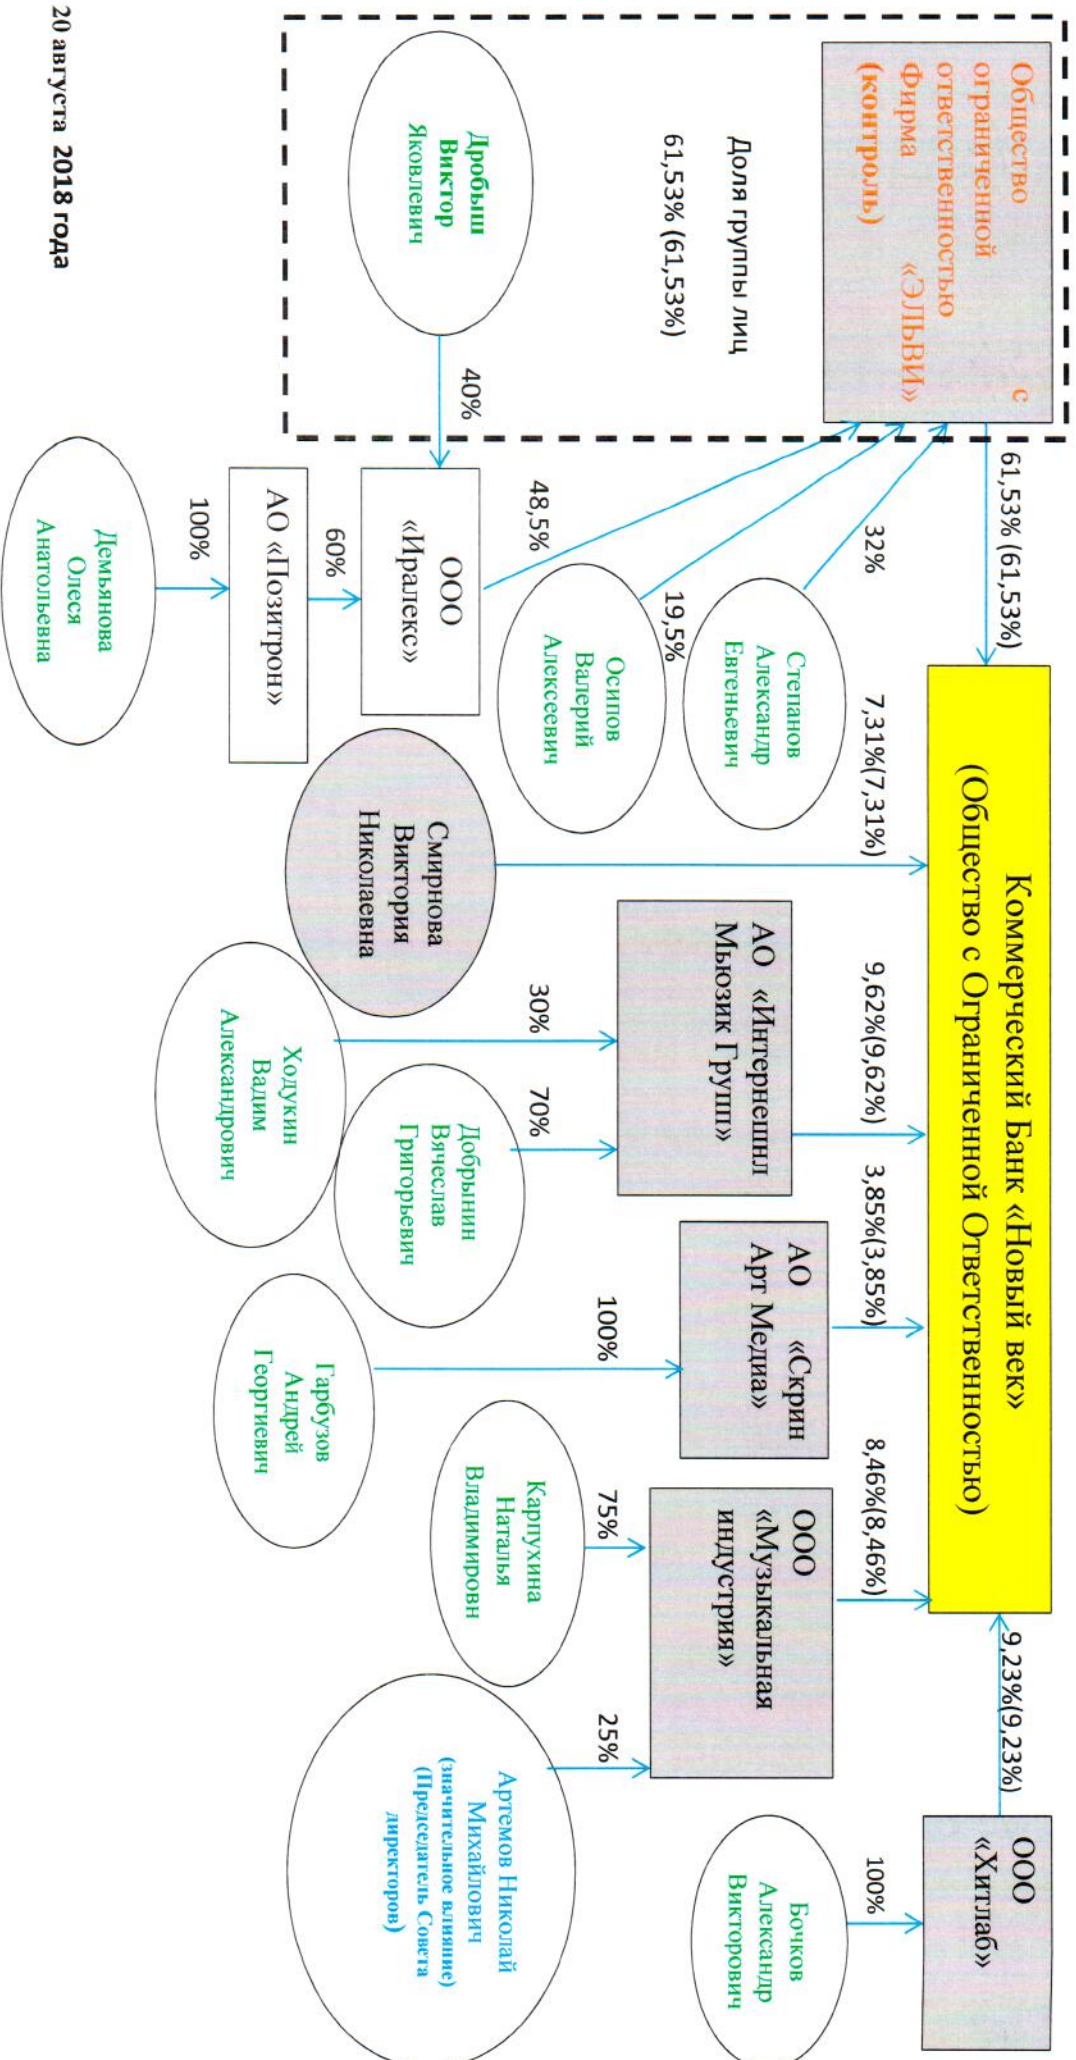 Коммерческий Банк «Новый век»
(Общество с Ограниченной Ответственностью)
Общество с
ограниченной
ответственностью
Фирма «ЭЛЬВИ»
(контроль)
61,53% (61,53%)
Доля группы лиц
61,53% (61,53%)
Дробыш
Виктор
Яковлевич
40%
48,5%
19,5%
32%
Степанов
Александр
Евгеньевич
Осипов
Валерий
Алексеевич
ООО
«Иралекс»
60%
АО «Позитрон»
100%
Демьянова
Олеся
Анатольевна
7,31%(7,31%)
Смирнова
Виктория
Николаевна
9,62%(9,62%)
АО «Интернешнл
Мьюзик Групп»
30%
70%
Ходукин
Вадим
Александрович
Добрынин
Вячеслав
Григорьевич
3,85%(3,85%)
АО «Скрин
Арт Медиа»
100%
Гарбузов
Андрей
Георгиевич
8,46%(8,46%)
ООО
«Музыкальная
индустрия»
75%
25%
Карпухина
Наталья
Владимировн
Артемов Николай
Михайлович
(значительное влияние)
(Председатель Совета
директоров)
9,23%(9,23%)
ООО
«Хитлаб»
100%
Бочков
Александр
Викторович
20 августа 2018 года